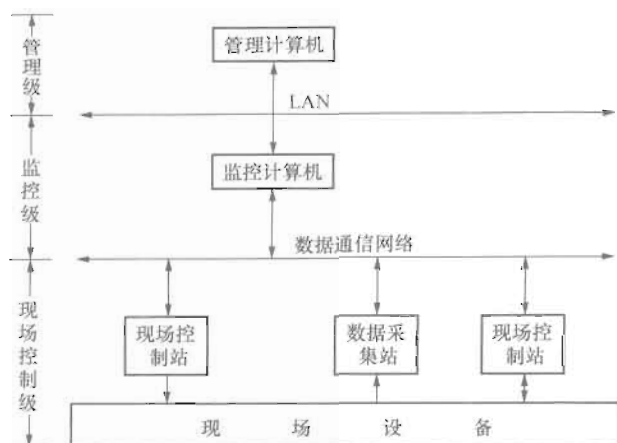 管理级
管理计算机
LAN
监控级
监控计算机
数据通信网络
现场控制级
现场控
制站
数据采
集站
现场控
制站
现场设备